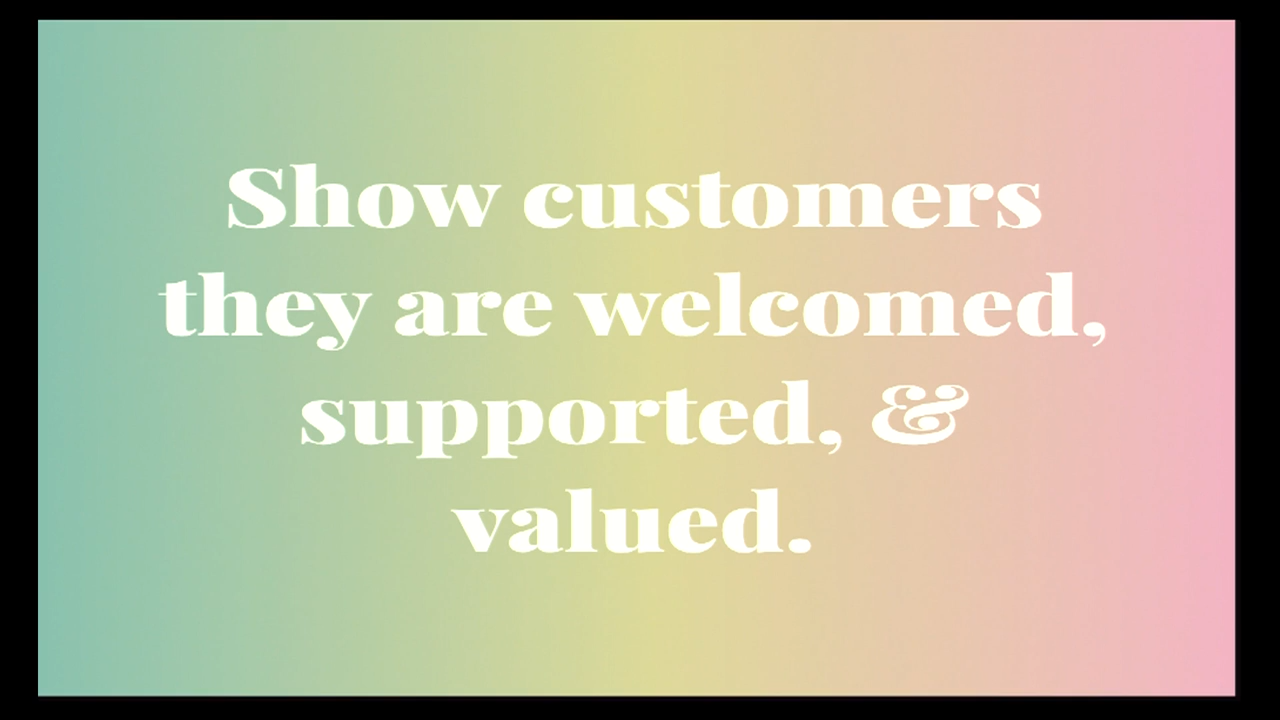 Show customers
they are welcomed,
supported, &
valued.